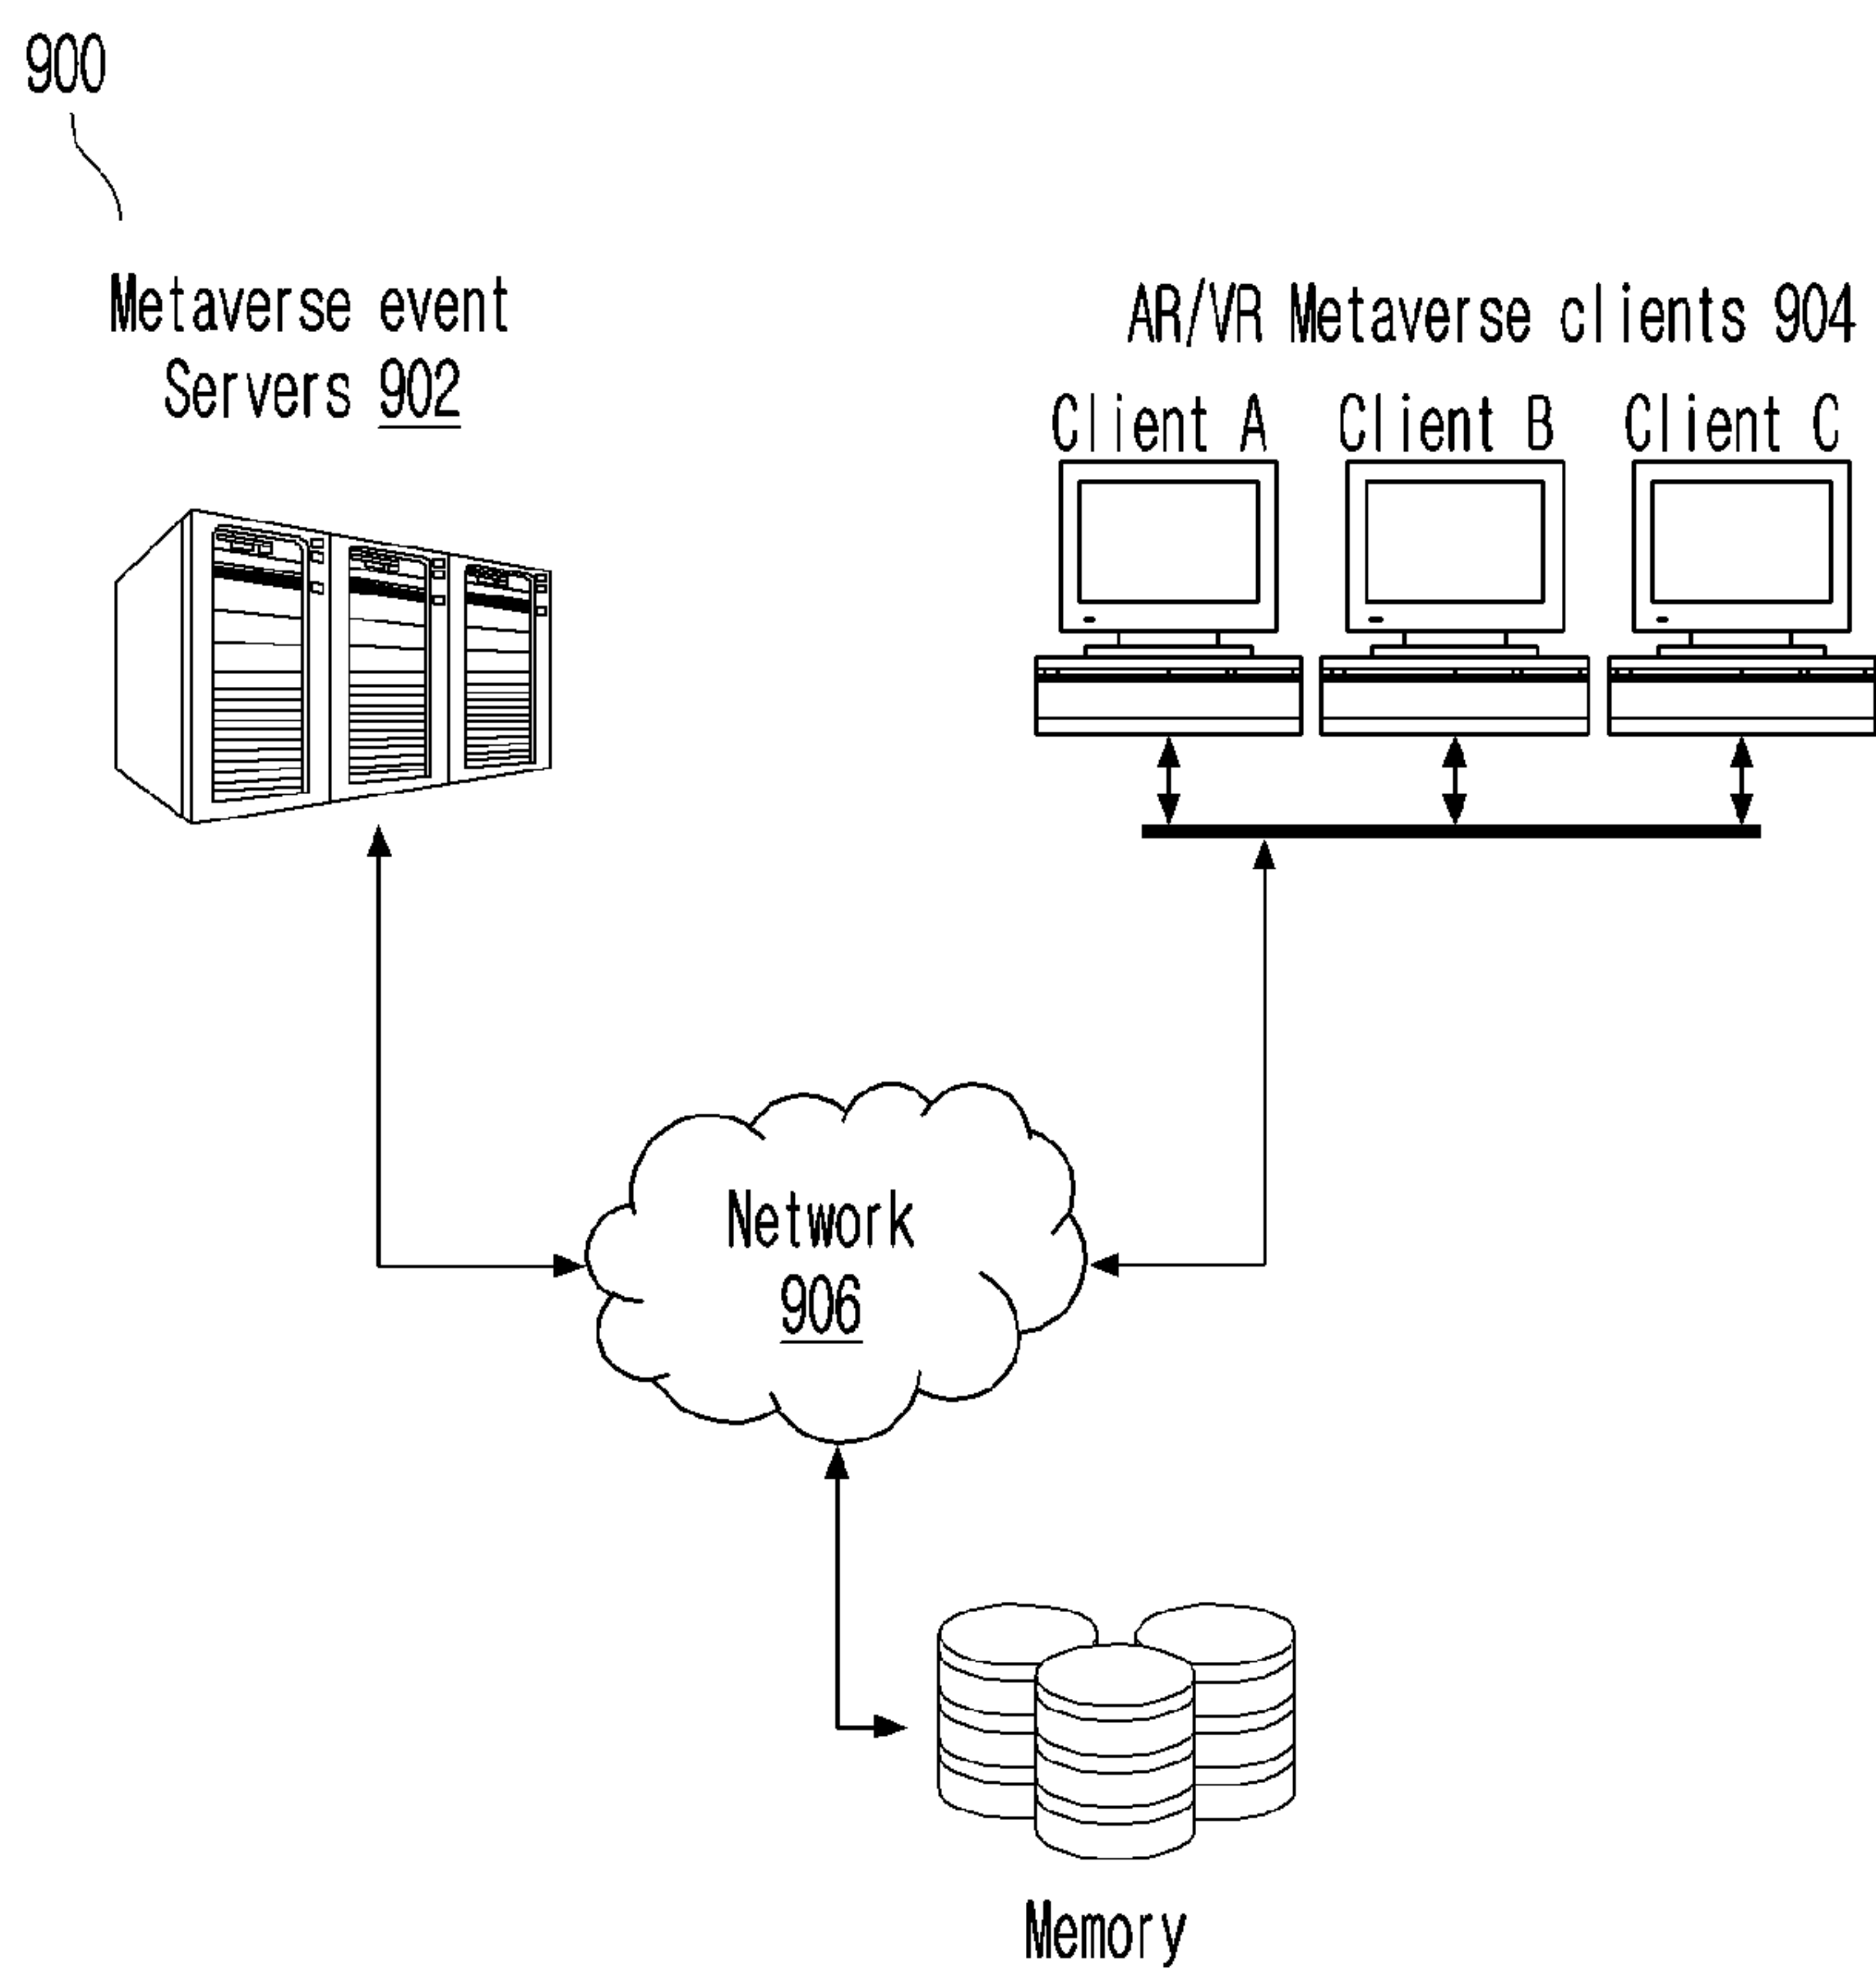 900
Metaverse event
Servers 902
AR/VR Metaverse clients 904
Client A Client B Client C
Network
906
Memory